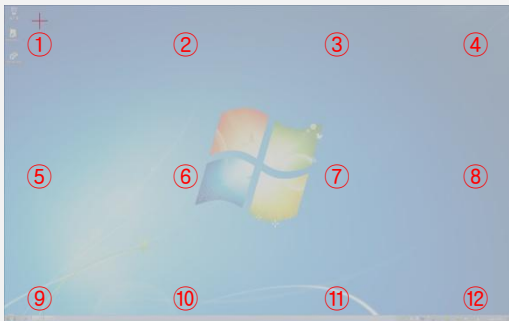 ① ② ③ ④
⑤ ⑥ ⑦ ⑧
⑨ ⑩ ⑪ ⑫